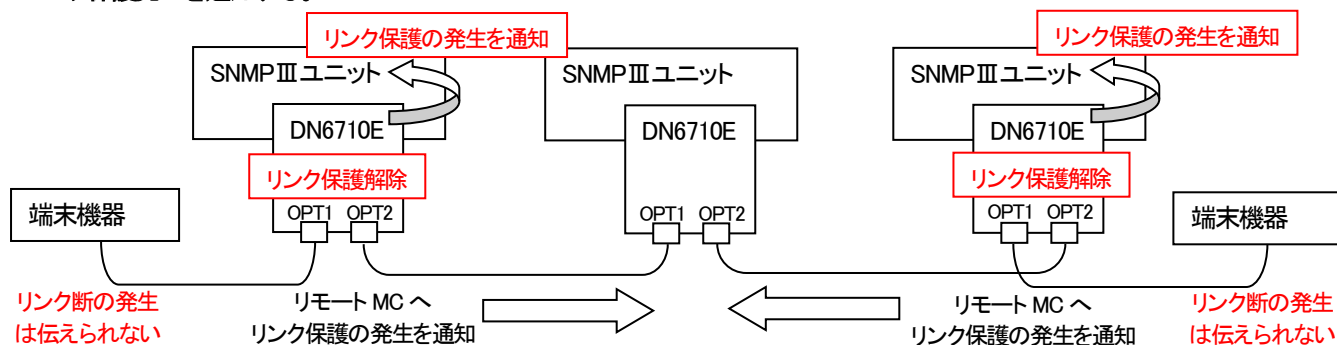 リンク保護の発生を通知
リンク保護の発生を通知
SNMPⅢユニット
SNMPⅢユニット
SNMPⅢユニット
DN6710E
DN6710E
DN6710E
リンク保護解除
リンク保護解除
端末機器
OPT1 OPT2
OPT1 OPT2
OPT1 OPT2
端末機器
リンク断の発生
は伝えられない
リモート MC へ
リンク保護の発生を通知
リモート MC へ
リンク保護の発生を通知
リンク断の発生
は伝えられない